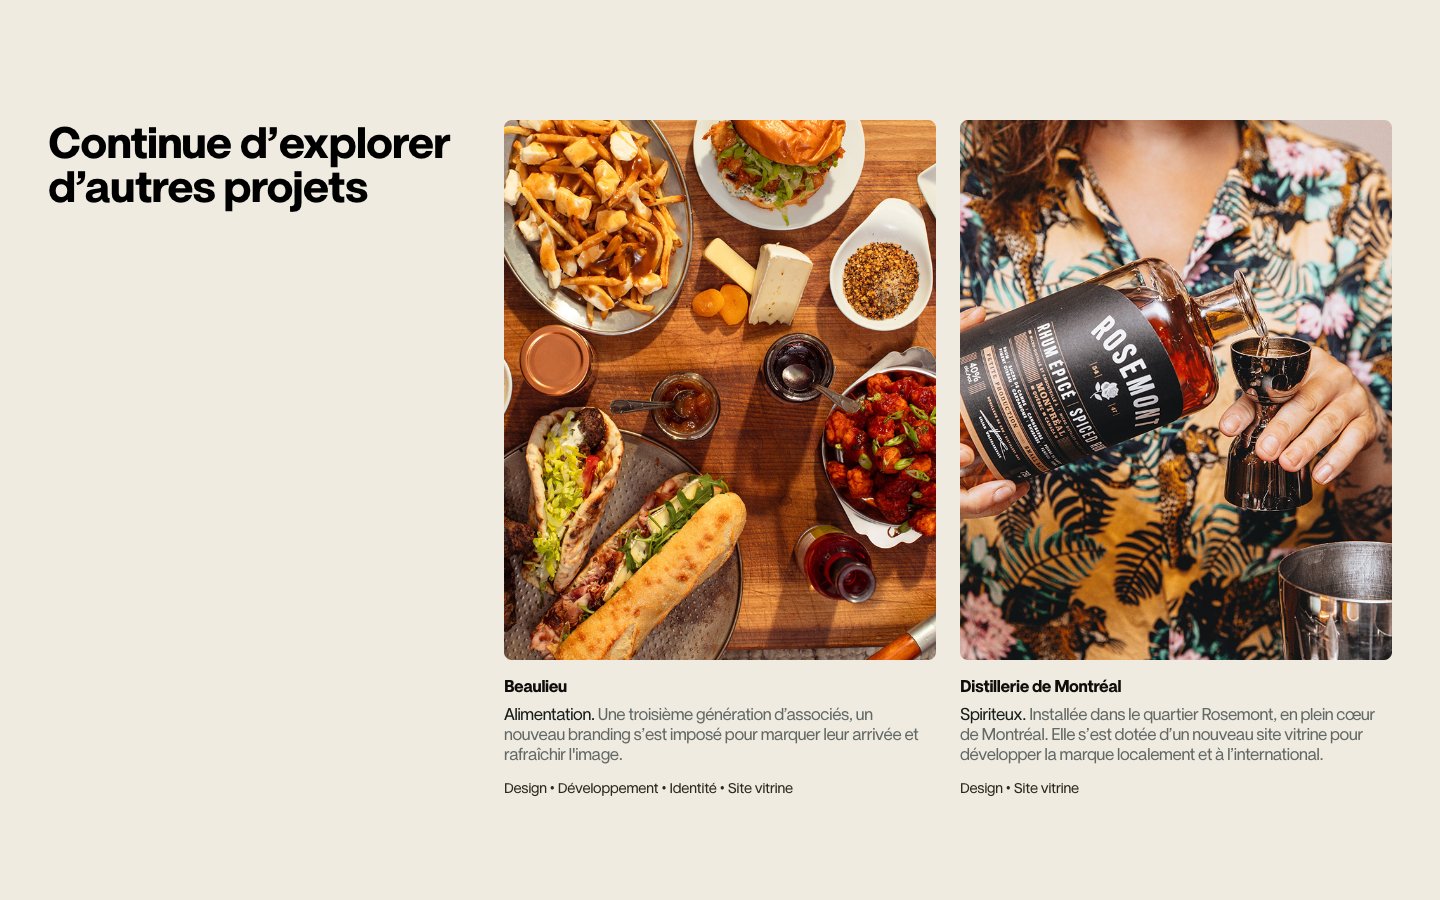 Continue d’explorer
d’autres projets
ROSEMONT
RHUM ÉPICÉ | SPICED RUM
MONTRÉAL
40%
Beaulieu
Alimentation. Une troisième génération d’associés, un
nouveau branding s’est imposé pour marquer leur arrivée et
rafraîchir l'image.
Design • Développement • Identité • Site vitrine
Distillerie de Montréal
Spiriteux. Installée dans le quartier Rosemont, en plein cœur
de Montréal. Elle s’est dotée d’un nouveau site vitrine pour
développer la marque localement et à l’international.
Design • Site vitrine